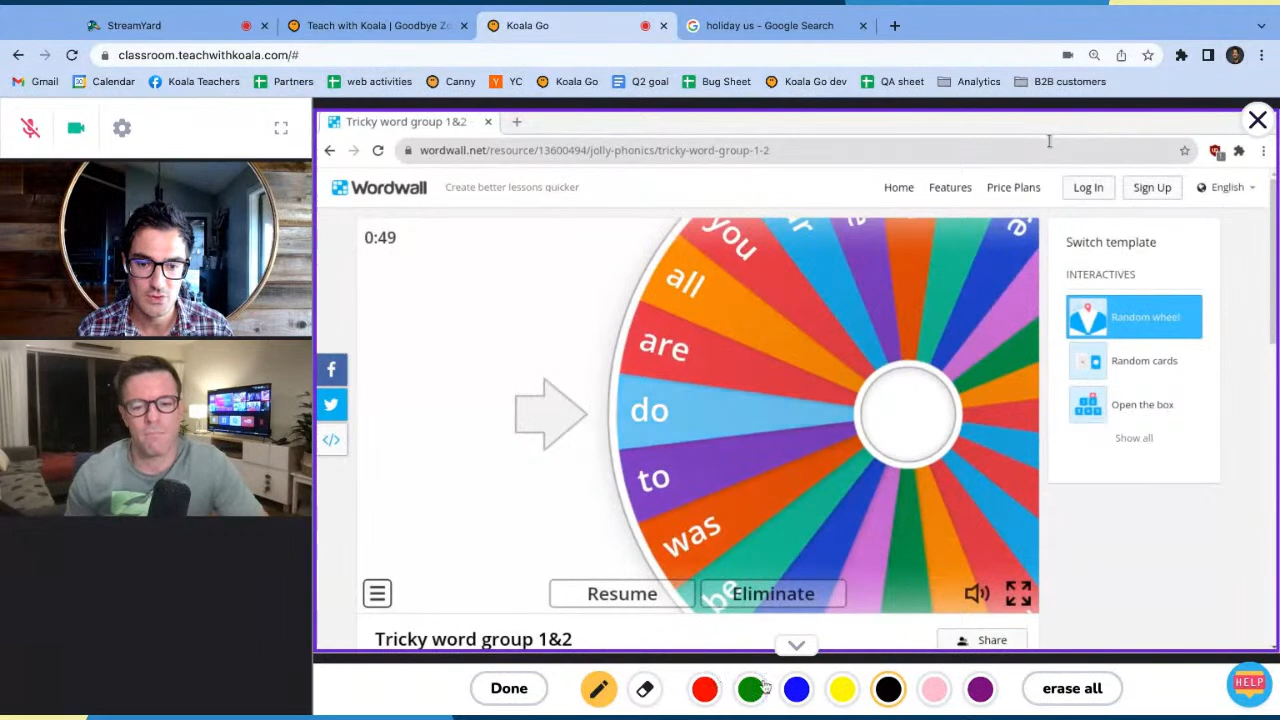 StreamYard
Teach with Koala | Goodbye Zo
Koala Go
holiday us - Google Search
classroom.teachwithkoala.com/#
Gmail Calendar Koala Teachers Partners web activities Canny YC Koala Go Q2 goal Bug Sheet Koala Go dev QA sheet Analytics B2B customers
Tricky word group 1&2
wordwall.net/resource/13600494/jolly-phonics/tricky-word-group-1-2
Wordwall Create better lessons quicker Home Features Price Plans Log In Sign Up English
0:49
you
all
are
do
to
was
be
Switch template
INTERACTIVES
Random wheel
Random cards
Open the box
Show all
Resume Eliminate
Tricky word group 1&2 Share
Done erase all HELP